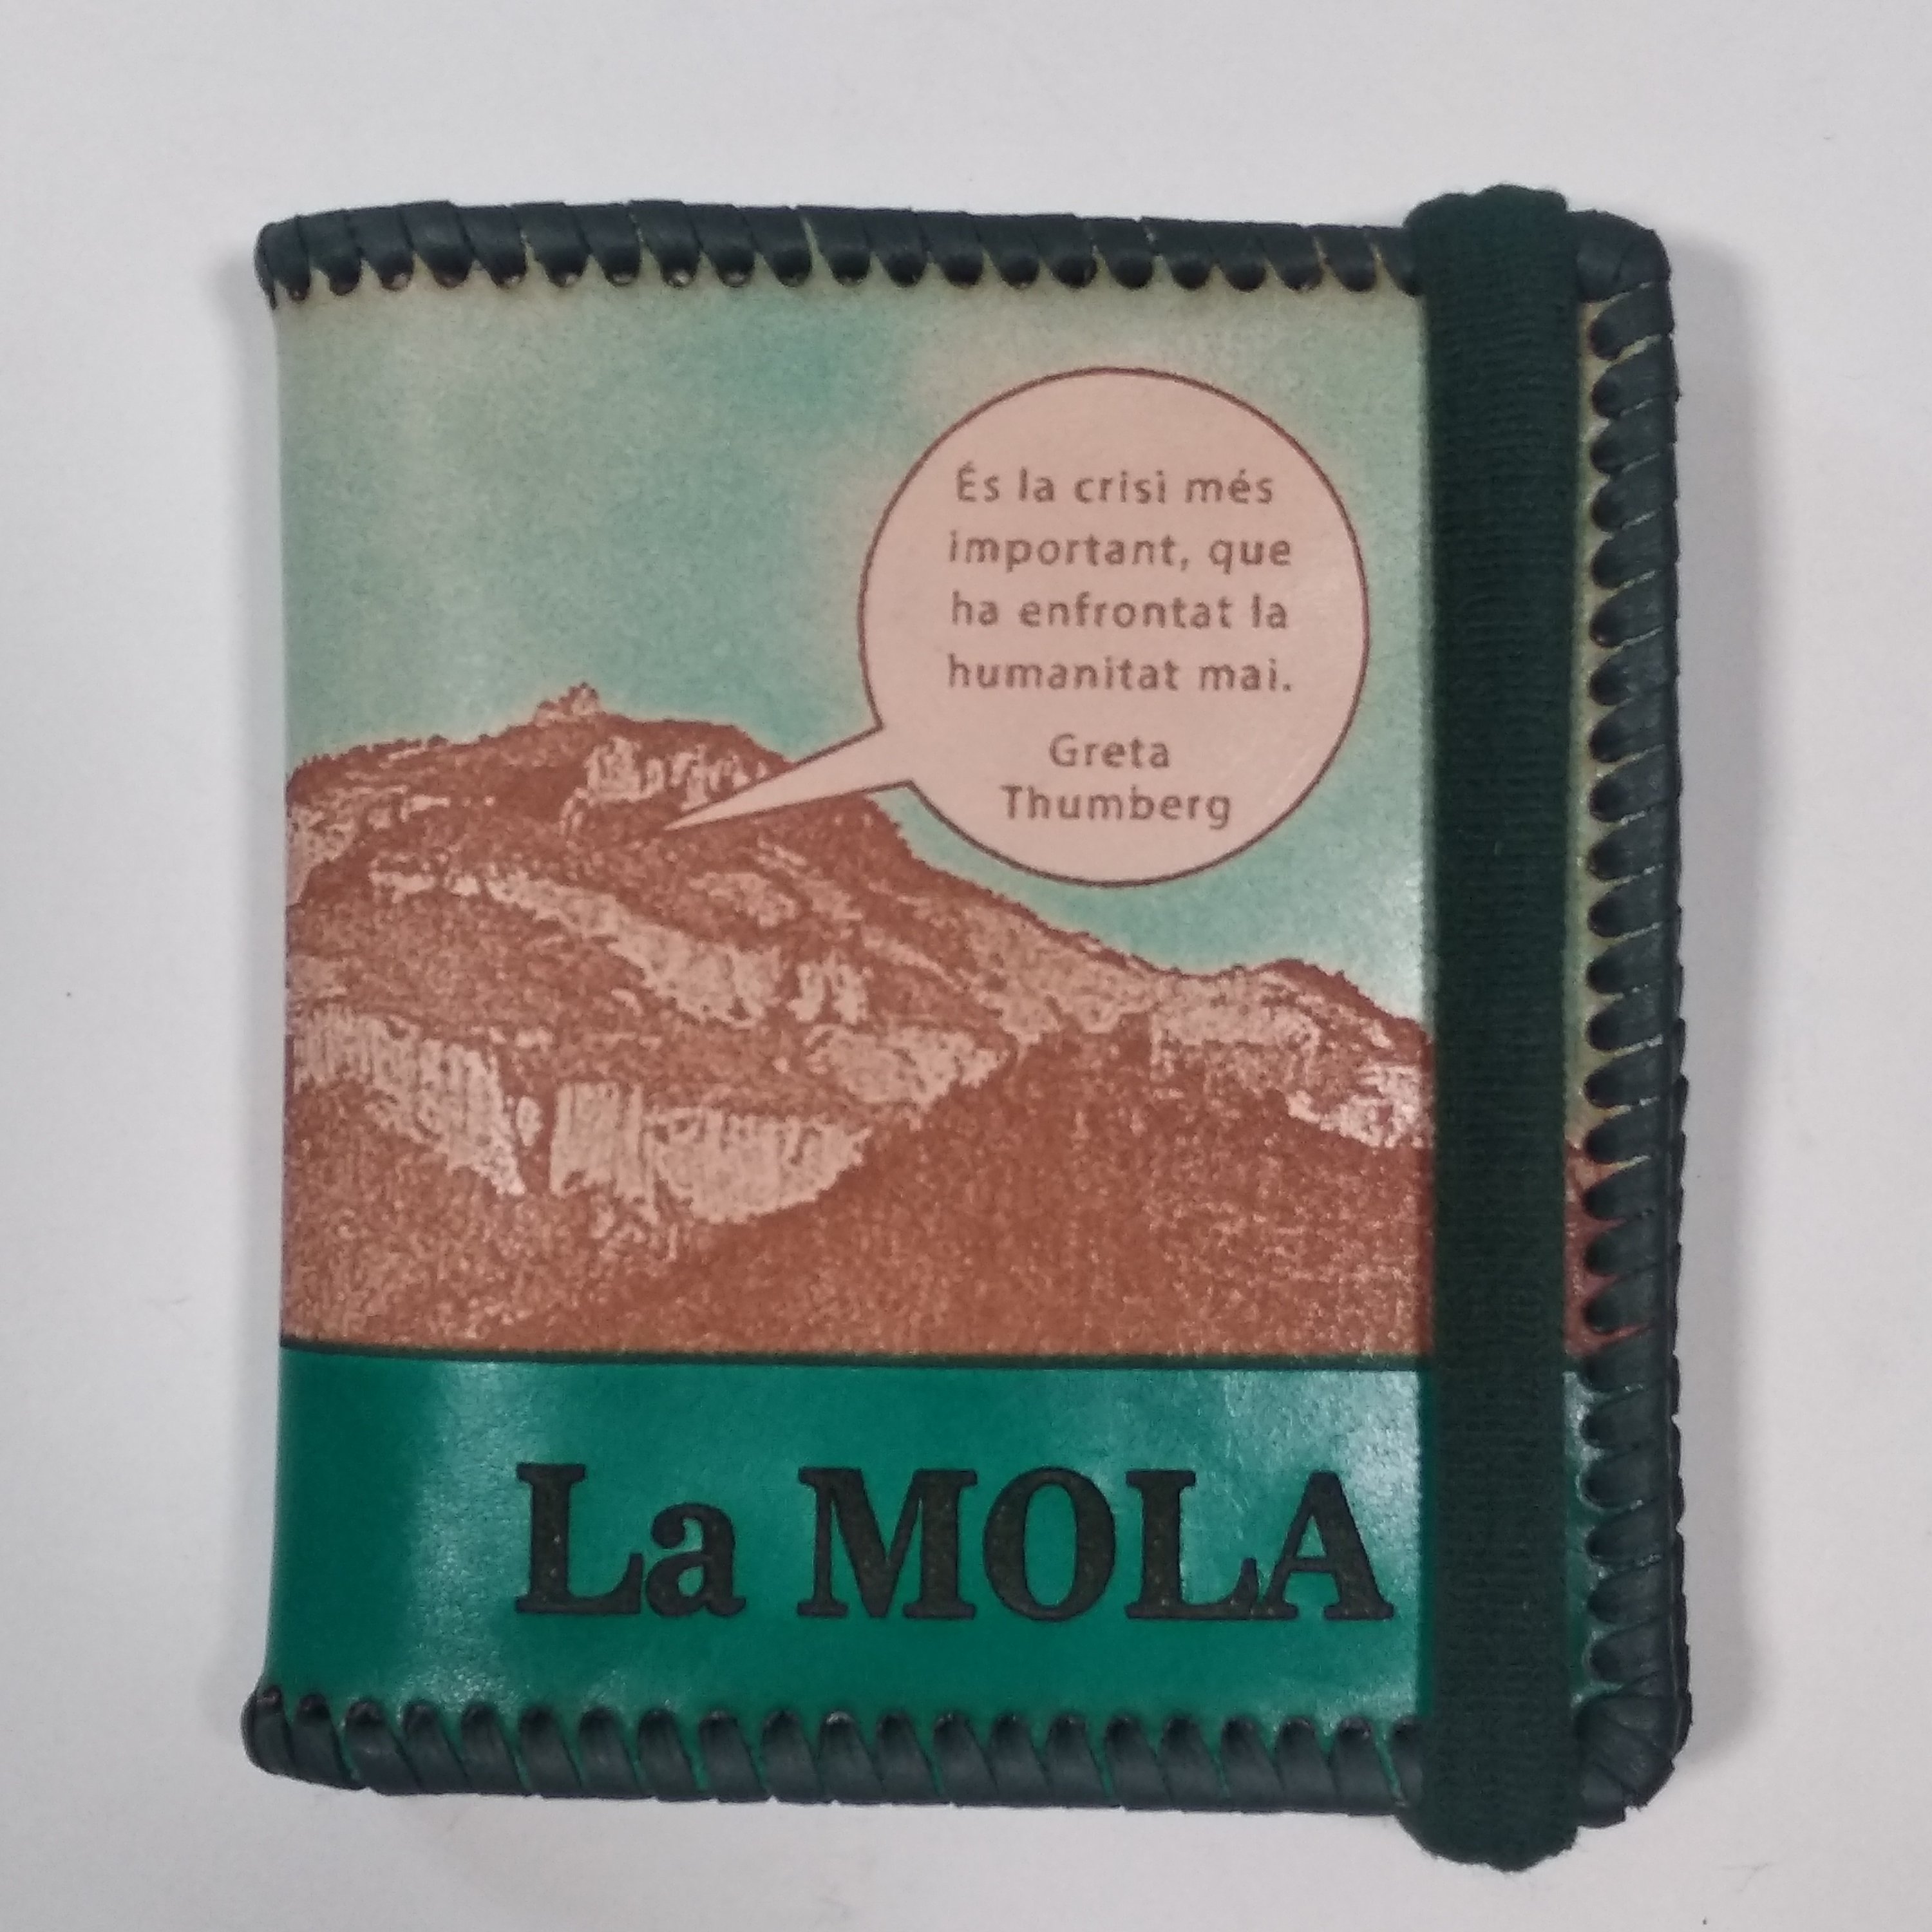 És la crisi més
important, que
ha enfrontat la
humanitat mai.
Greta
Thumberg
La MOLA